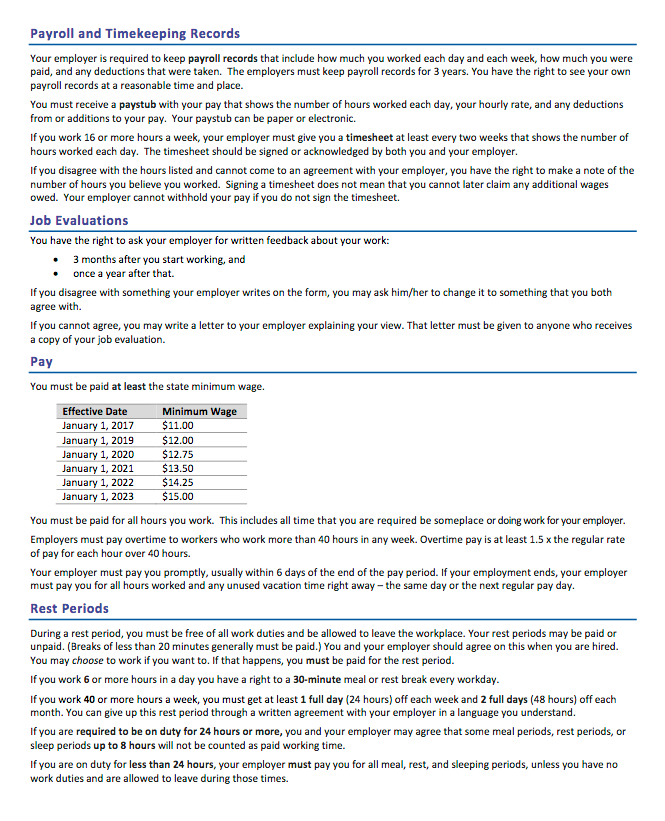 Payroll and Timekeeping Records
Your employer is required to keep payroll records that include how much you worked each day and each week, how much you were
paid, and any deductions that were taken.  The employers must keep payroll records for 3 years. You have the right to see your own
payroll records at a reasonable time and place.
You must receive a paystub with your pay that shows the number of hours worked each day, your hourly rate, and any deductions
from or additions to your pay.  Your paystub can be paper or electronic.
If you work 16 or more hours a week, your employer must give you a timesheet at least every two weeks that shows the number of
hours worked each day.  The timesheet should be signed or acknowledged by both you and your employer.
If you disagree with the hours listed and cannot come to an agreement with your employer, you have the right to make a note of the
number of hours you believe you worked.  Signing a timesheet does not mean that you cannot later claim any additional wages
owed.  Your employer cannot withhold your pay if you do not sign the timesheet.
Job Evaluations
You have the right to ask your employer for written feedback about your work:
• 3 months after you start working, and
• once a year after that.
If you disagree with something your employer writes on the form, you may ask him/her to change it to something that you both
agree with.
If you cannot agree, you may write a letter to your employer explaining your view. That letter must be given to anyone who receives
a copy of your job evaluation.
Pay
You must be paid at least the state minimum wage.
Effective Date Minimum Wage
January 1, 2017 $11.00
January 1, 2019 $12.00
January 1, 2020 $12.75
January 1, 2021 $13.50
January 1, 2022 $14.25
January 1, 2023 $15.00
You must be paid for all hours you work.  This includes all time that you are required be someplace or doing work for your employer.
Employers must pay overtime to workers who work more than 40 hours in any week. Overtime pay is at least 1.5 x the regular rate
of pay for each hour over 40 hours.
Your employer must pay you promptly, usually within 6 days of the end of the pay period. If your employment ends, your employer
must pay you for all hours worked and any unused vacation time right away – the same day or the next regular pay day.
Rest Periods
During a rest period, you must be free of all work duties and be allowed to leave the workplace. Your rest periods may be paid or
unpaid. (Breaks of less than 20 minutes generally must be paid.) You and your employer should agree on this when you are hired.
You may choose to work if you want to. If that happens, you must be paid for the rest period.
If you work 6 or more hours in a day you have a right to a 30-minute meal or rest break every workday.
If you work 40 or more hours a week, you must get at least 1 full day (24 hours) off each week and 2 full days (48 hours) off each
month. You can give up this rest period through a written agreement with your employer in a language you understand.
If you are required to be on duty for 24 hours or more, you and your employer may agree that some meal periods, rest periods, or
sleep periods up to 8 hours will not be counted as paid working time.
If you are on duty for less than 24 hours, your employer must pay you for all meal, rest, and sleeping periods, unless you have no
work duties and are allowed to leave during those times.